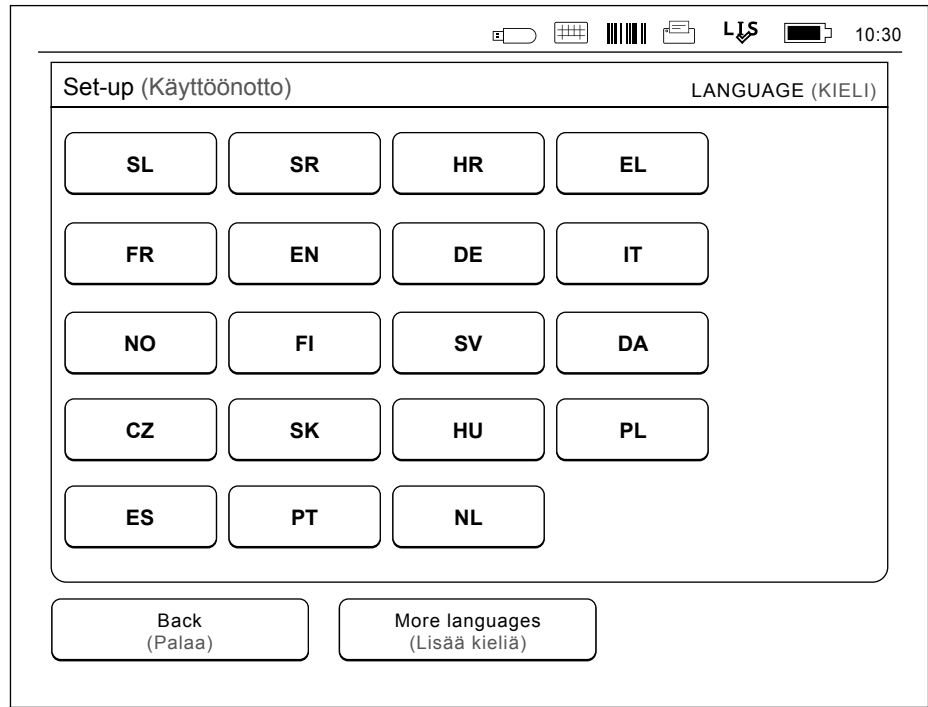 LIS 10:30
Set-up (Käyttöönotto) LANGUAGE (KIELI)
SL SR HR EL
FR EN DE IT
NO FI SV DA
CZ SK HU PL
ES PT NL
Back More languages
(Palaa) (Lisää kieliä)